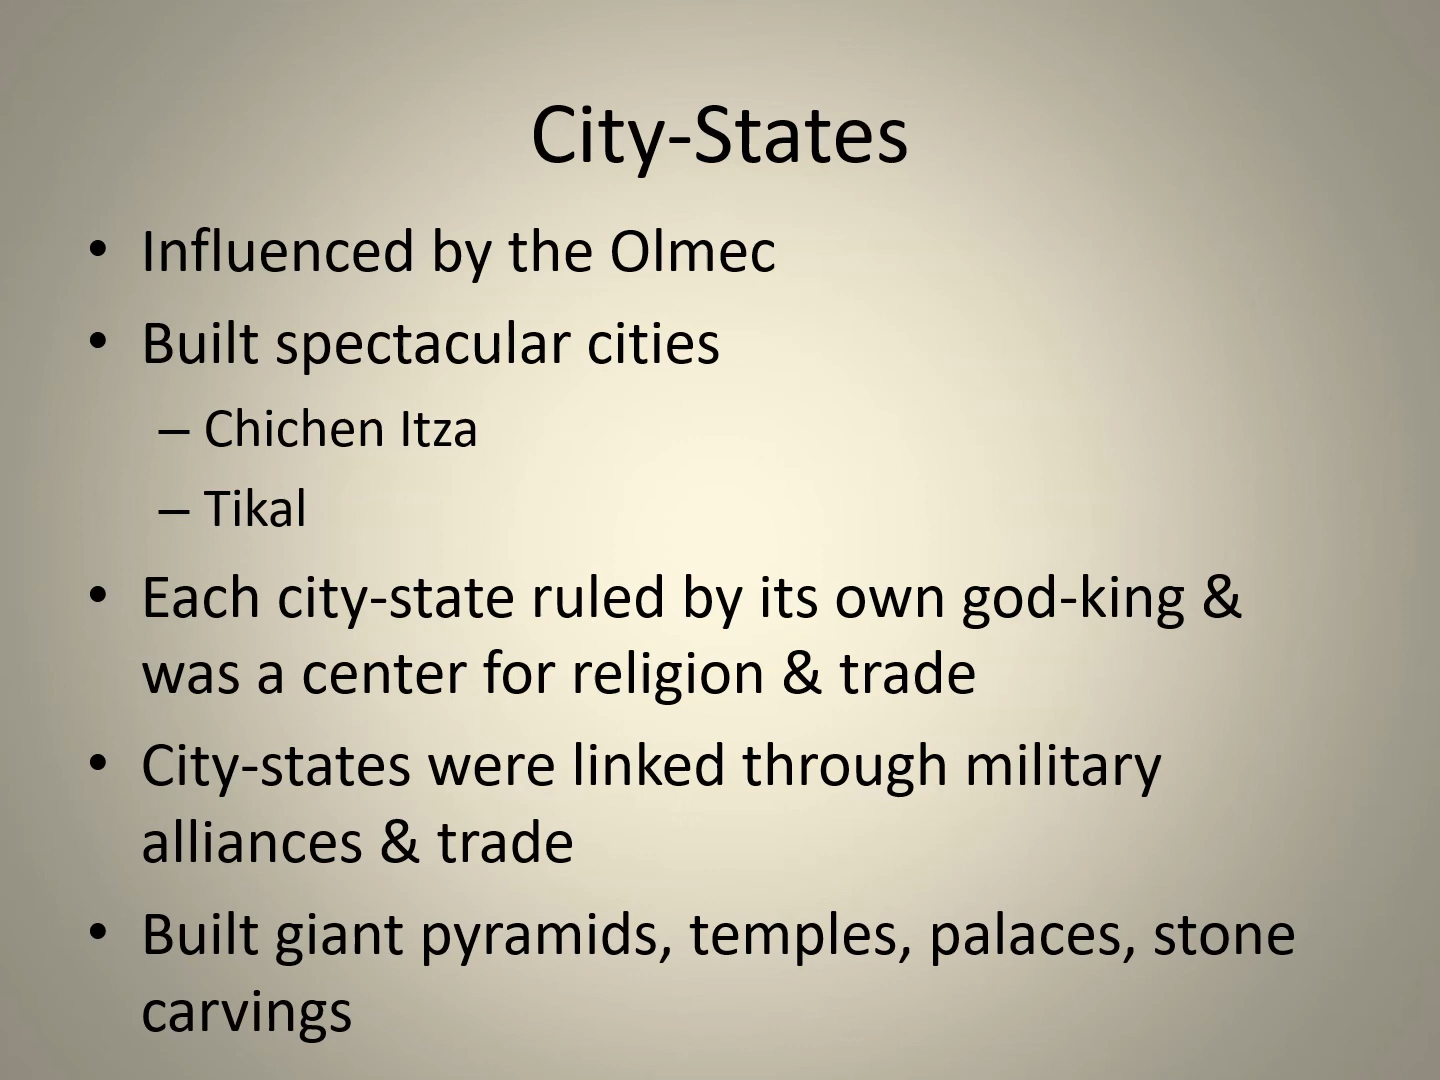 City-States
• Influenced by the Olmec
• Built spectacular cities
– Chichen Itza
– Tikal
• Each city-state ruled by its own god-king &
was a center for religion & trade
• City-states were linked through military
alliances & trade
• Built giant pyramids, temples, palaces, stone
carvings